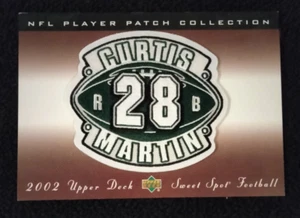 NFL PLAYER PATCH COLLECTION
CURTIS
R 28 B
MARTIN
2002 Upper Deck Sweet Spot Football